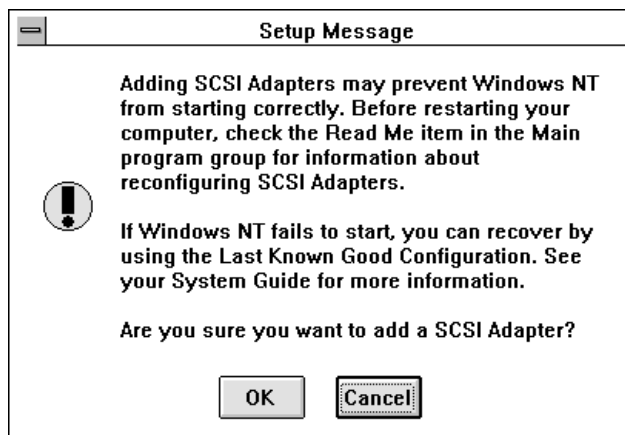 Setup Message
Adding SCSI Adapters may prevent Windows NT
from starting correctly. Before restarting your
computer, check the Read Me item in the Main
program group for information about
reconfiguring SCSI Adapters.
If Windows NT fails to start, you can recover by
using the Last Known Good Configuration. See
your System Guide for more information.
Are you sure you want to add a SCSI Adapter?
OK
Cancel